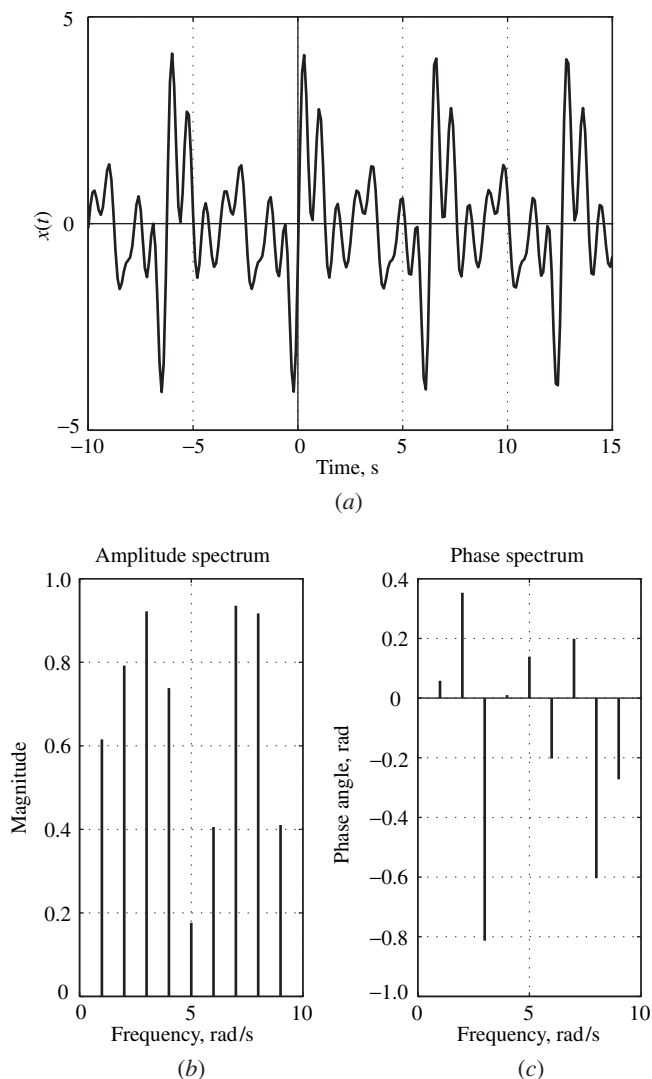 5
x(t)
0
−5
−10 −5 0 5 10 15
Time, s
(a)
Amplitude spectrum
1.0
0.8
0.6
0.4
0.2
0
Magnitude
0 5 10
Frequency, rad/s
(b)
Phase spectrum
0.4
0.2
0
−0.2
−0.4
−0.6
−0.8
−1.0
Phase angle, rad
0 5 10
Frequency, rad/s
(c)